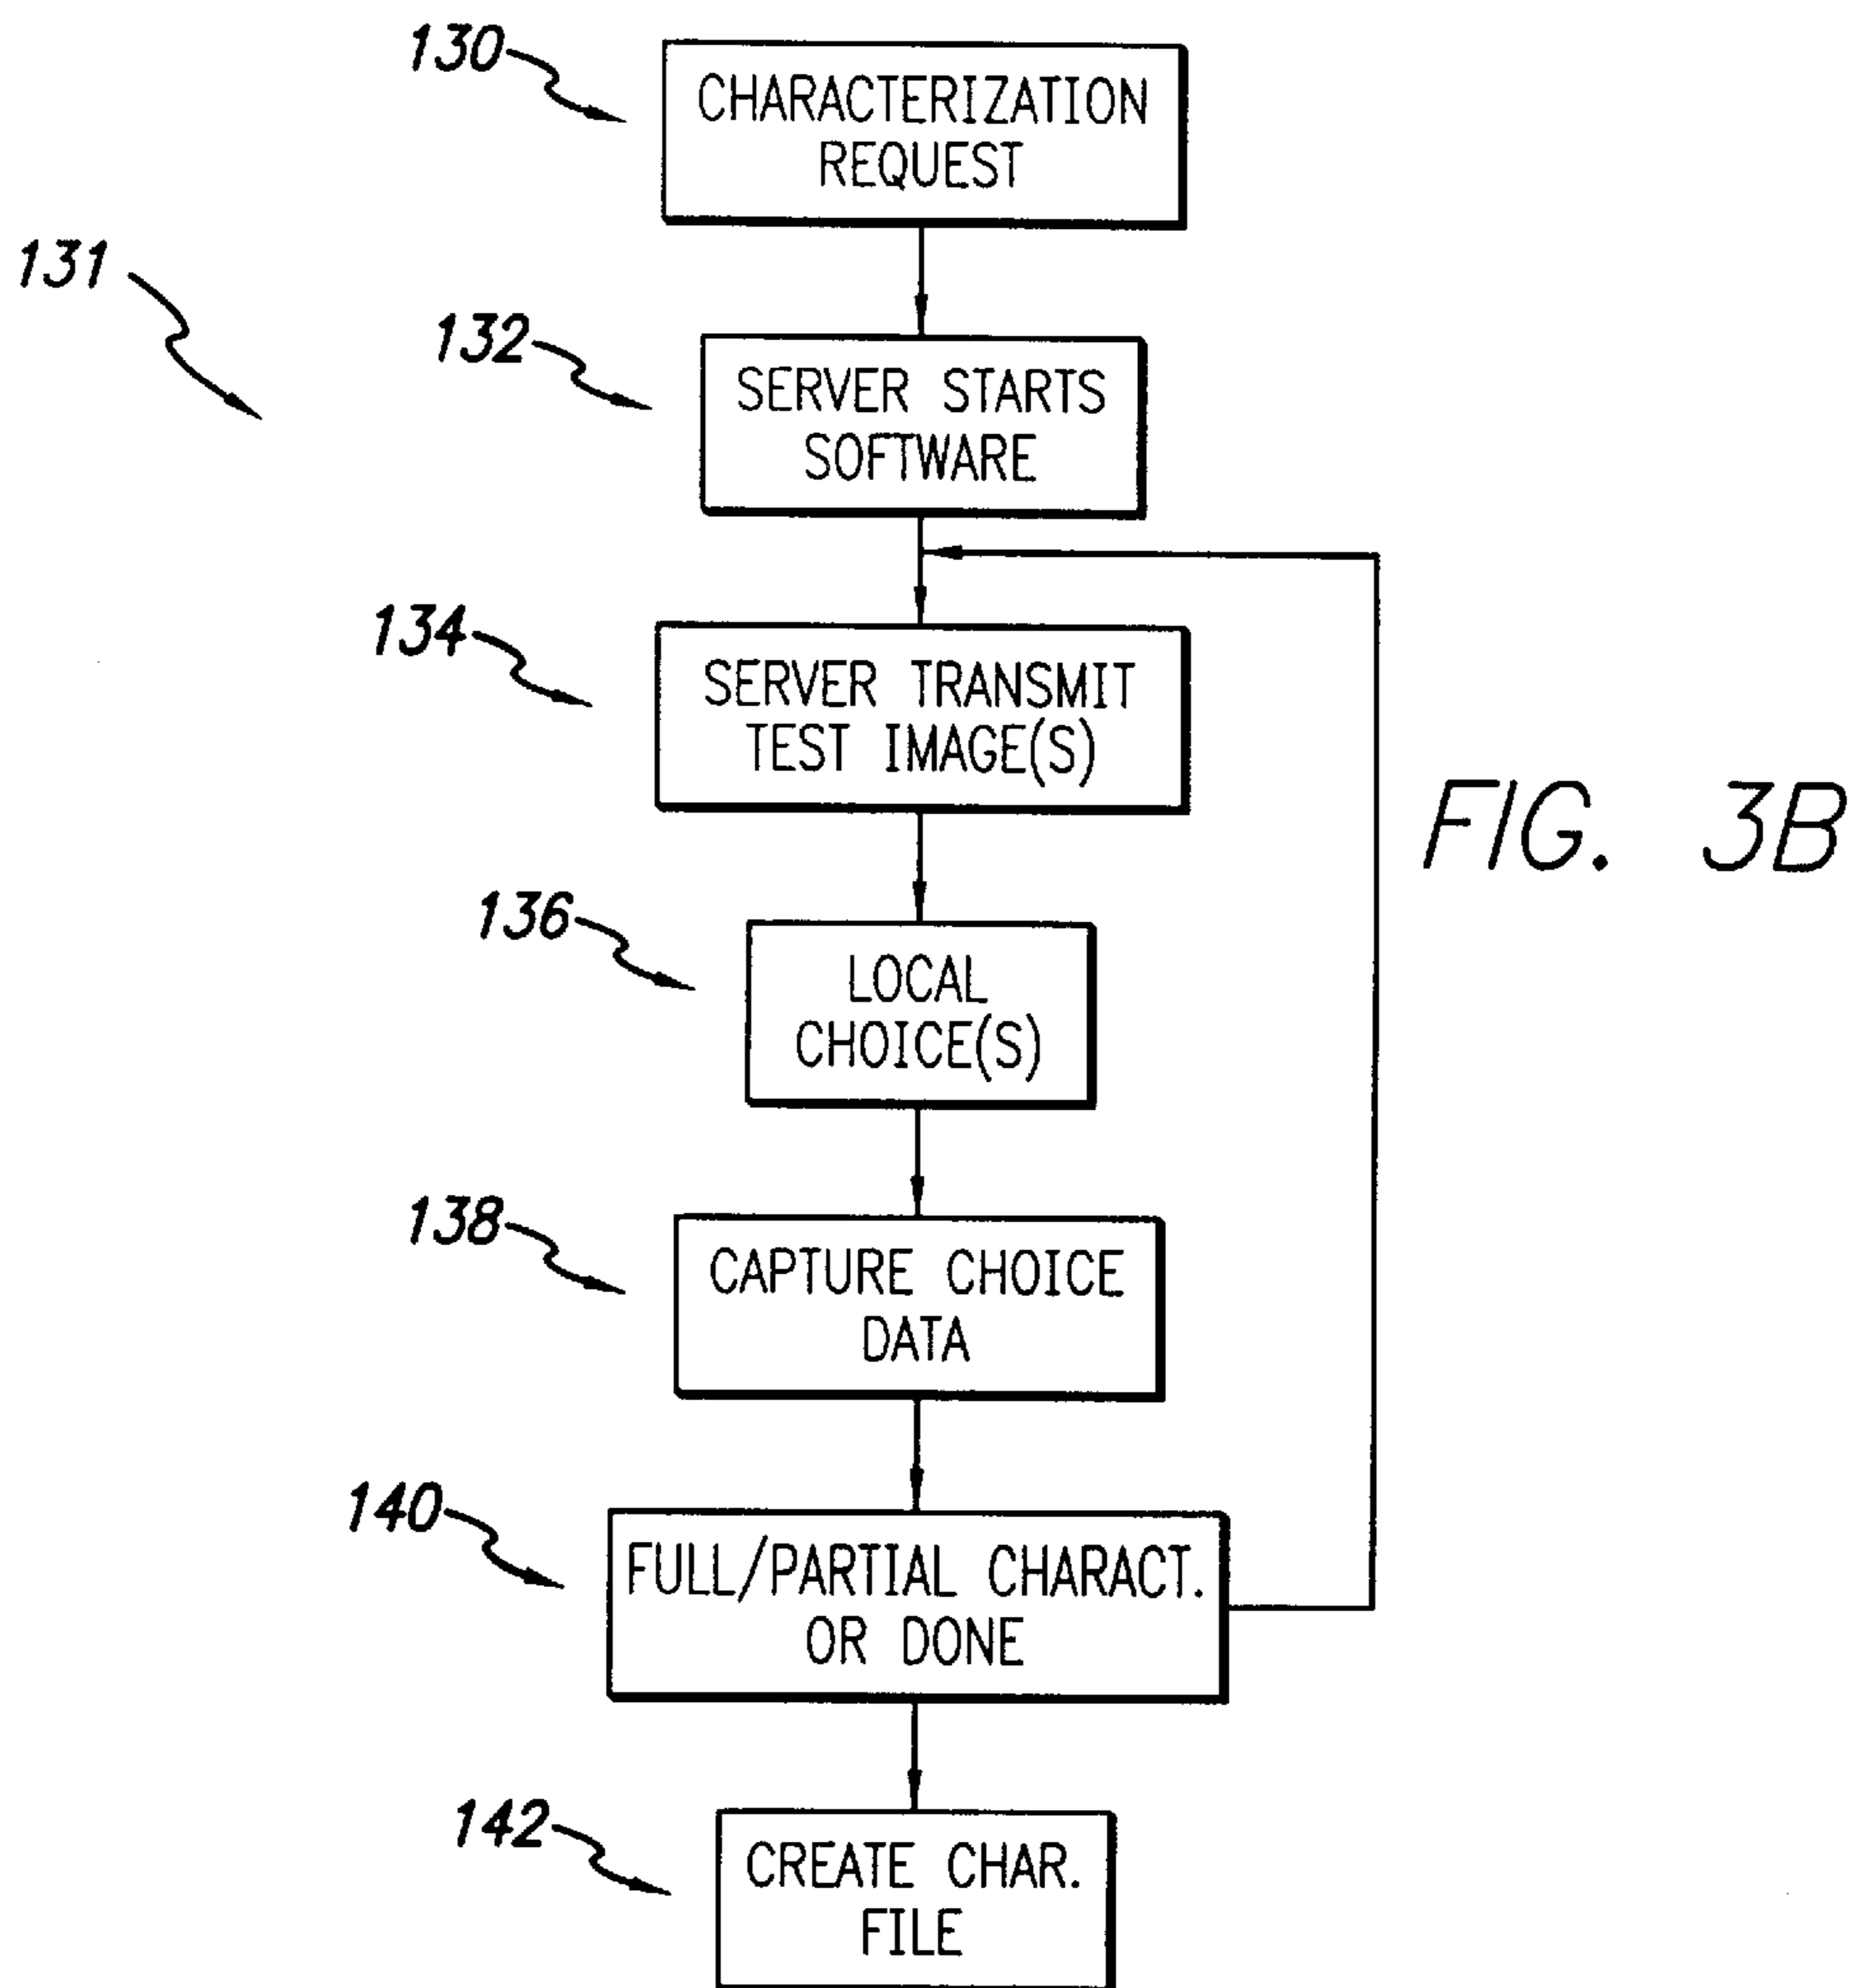 130
CHARACTERIZATION
REQUEST
131
132
SERVER STARTS
SOFTWARE
134
SERVER TRANSMIT
TEST IMAGE(S)
FIG. 3B
136
LOCAL
CHOICE(S)
138
CAPTURE CHOICE
DATA
140
FULL/PARTIAL CHARACT.
OR DONE
142
CREATE CHAR.
FILE